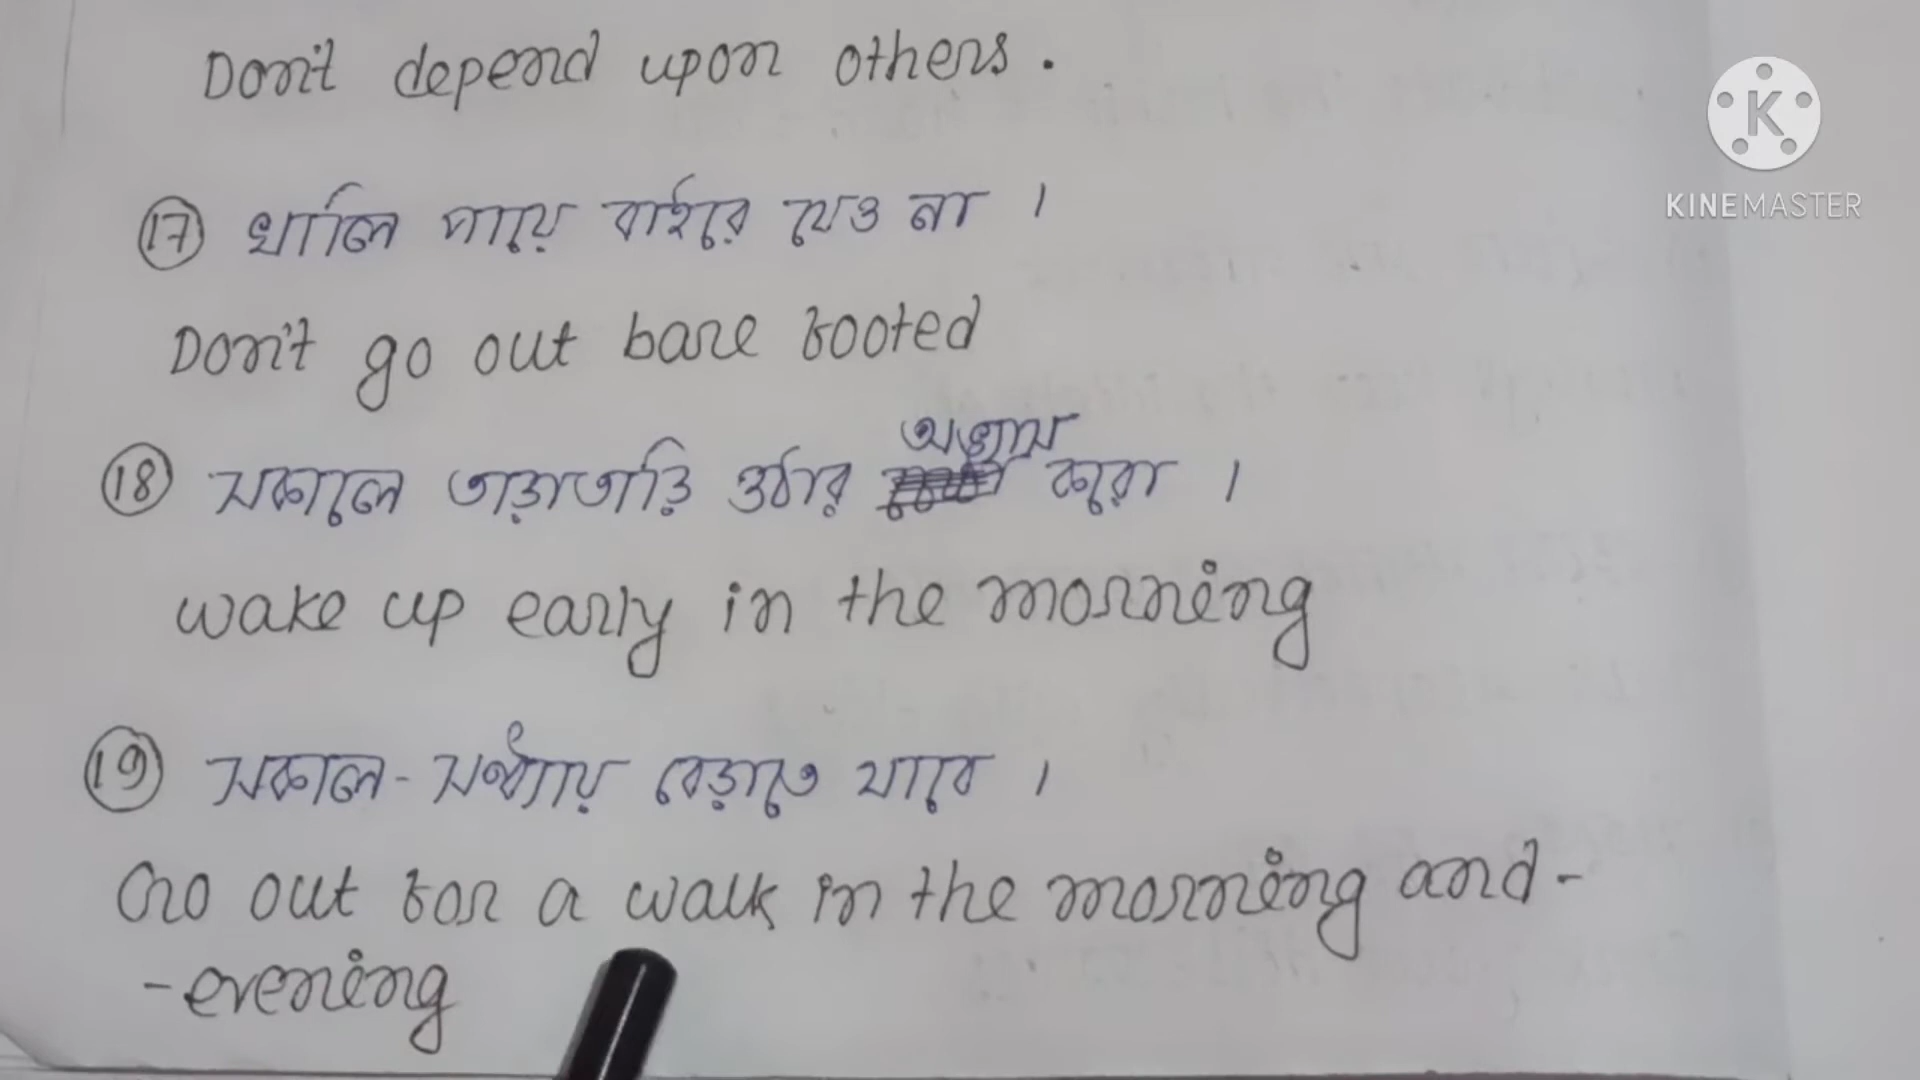 Don't depend upon others.
K
KINEMASTER
17 খালি পায়ে বাইরে যেও না ।
Don't go out bare footed
অভ্যাস
18 সকালে তাড়াতাড়ি ওঠার করো ।
wake up early in the morning
19 সকালে - সন্ধ্যায় বেড়াতে যাবে ।
Go out for a walk in the morning and -
- evening